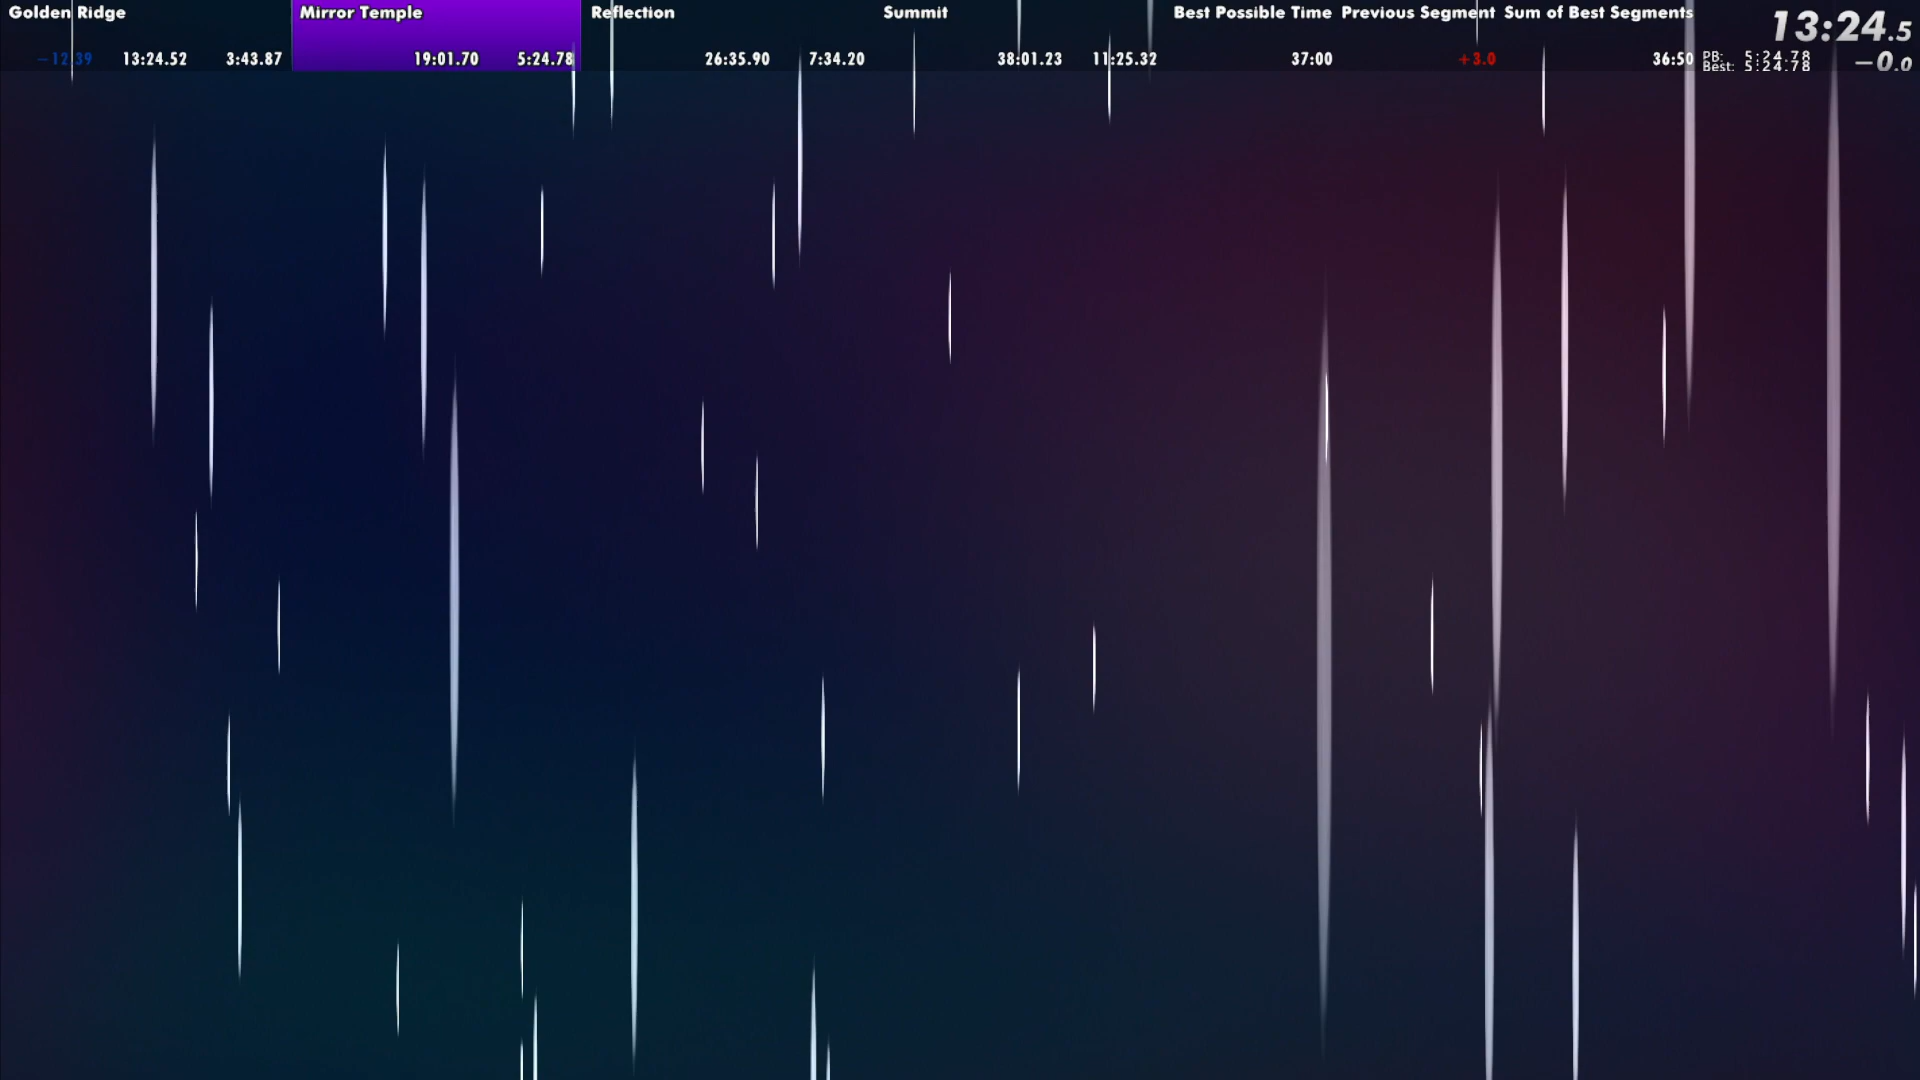 Golden Ridge Mirror Temple Reflection Summit Best Possible Time Previous Segment Sum of Best Segments 13:24.5
−12.39 13:24.52 3:43.87 19:01.70 5:24.78 26:35.90 7:34.20 38:01.23 11:25.32 37:00 +3.0 36:50 PB: 5:24.78 −0.0
Best: 5:24.78